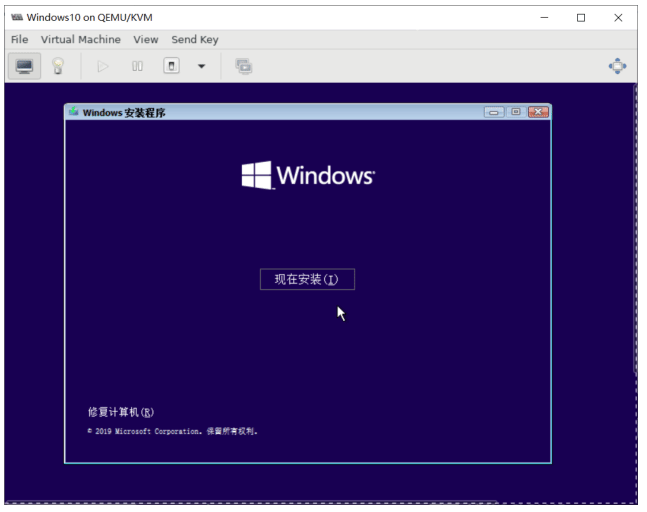 Windows10 on QEMU/KVM
File Virtual Machine View Send Key
Windows 安装程序
Windows
现在安装(I)
修复计算机(R)
© 2019 Microsoft Corporation。保留所有权利。